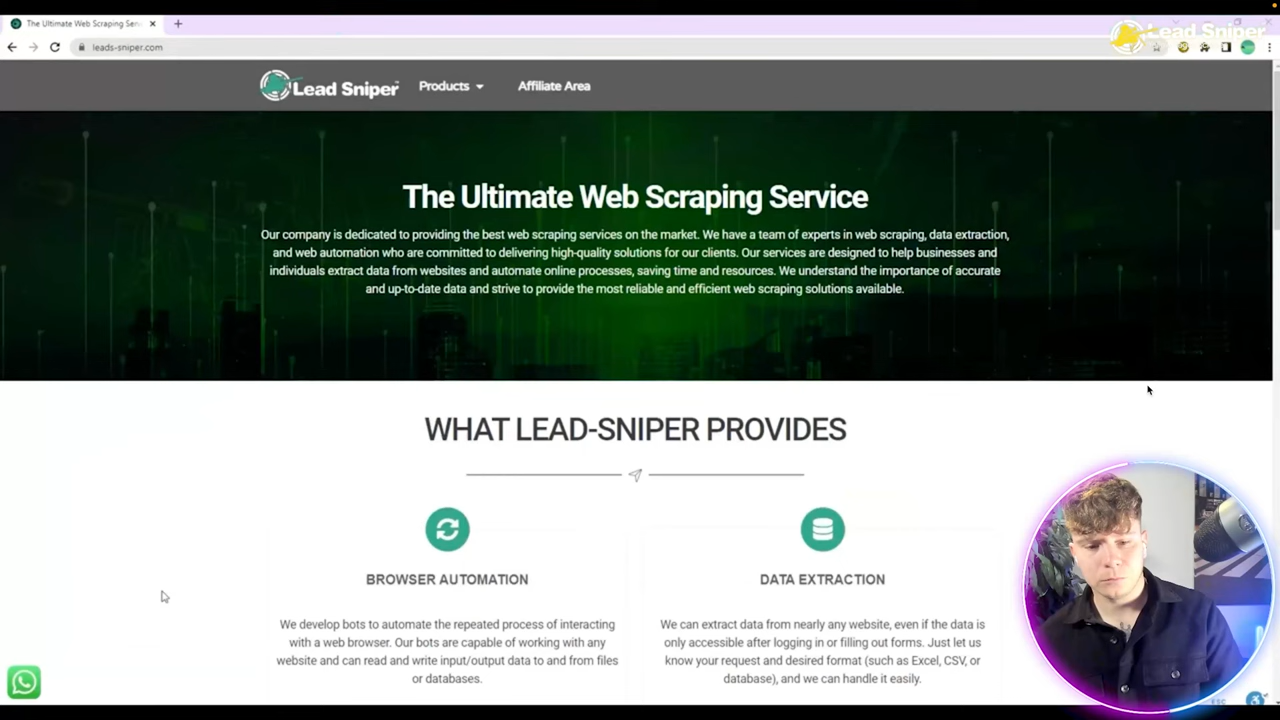 The Ultimate Web Scraping Serv
Lead Sniper
leads-sniper.com
Lead Sniper
Products
Affiliate Area
The Ultimate Web Scraping Service
Our company is dedicated to providing the best web scraping services on the market. We have a team of experts in web scraping, data extraction,
and web automation who are committed to delivering high-quality solutions for our clients. Our services are designed to help businesses and
individuals extract data from websites and automate online processes, saving time and resources. We understand the importance of accurate
and up-to-date data and strive to provide the most reliable and efficient web scraping solutions available.
WHAT LEAD-SNIPER PROVIDES
BROWSER AUTOMATION
We develop bots to automate the repeated process of interacting
with a web browser. Our bots are capable of working with any
website and can read and write input/output data to and from files
or databases.
DATA EXTRACTION
We can extract data from nearly any website, even if the data is
only accessible after logging in or filling out forms. Just let us
know your request and desired format (such as Excel, CSV, or
database), and we can handle it easily.